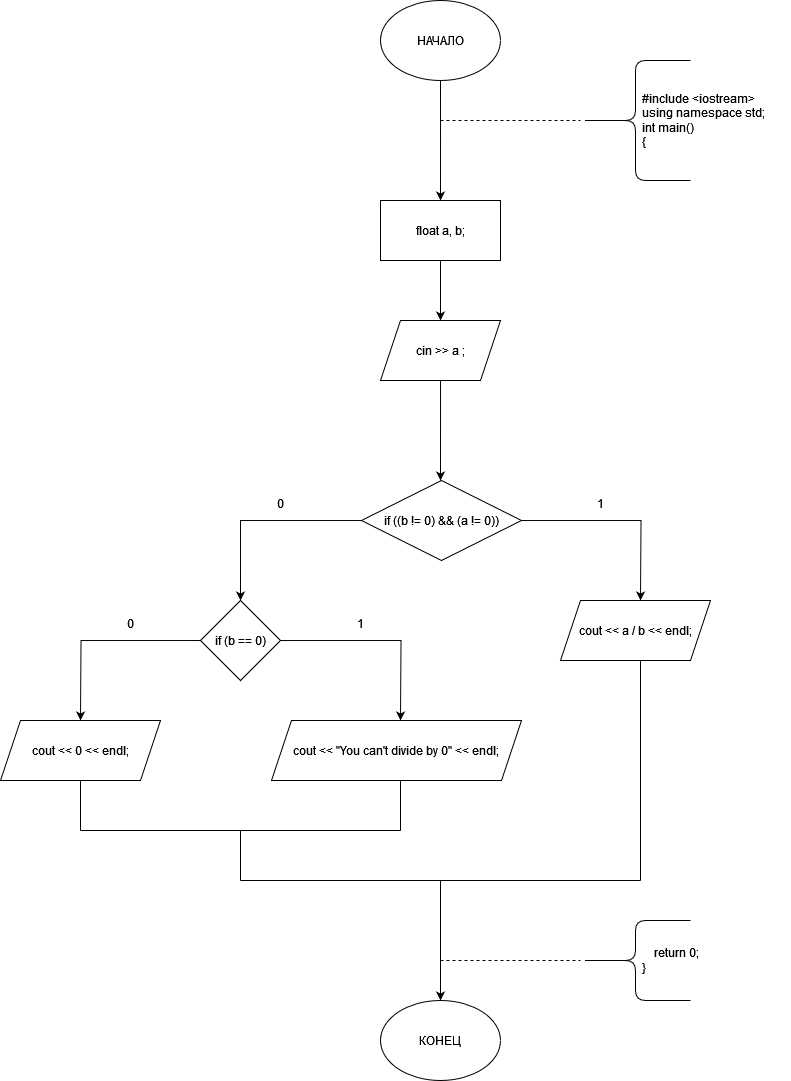 НАЧАЛО
#include <iostream>
using namespace std;
int main()
{
float a, b;
cin >> a ;
0
if ((b != 0) && (a != 0))
1
cout << a / b << endl;
0
if (b == 0)
1
cout << 0 << endl;
cout << "You can't divide by 0" << endl;
return 0;
}
КОНЕЦ